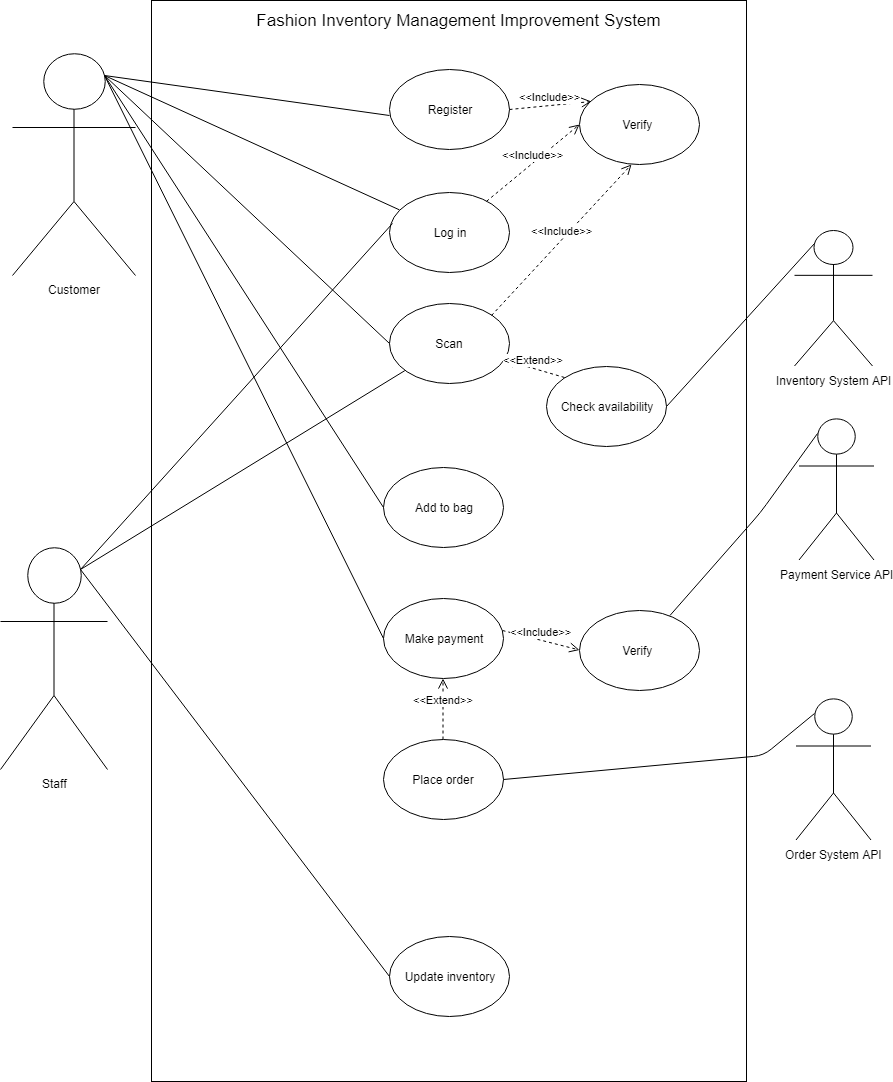 Fashion Inventory Management Improvement System
Register
<<Include>>
Verify
<<Include>>
Log in
<<Include>>
Customer
Scan
<<Extend>>
Check availability
Inventory System API
Add to bag
Payment Service API
Make payment
<<Include>>
Verify
<<Extend>>
Place order
Staff
Order System API
Update inventory